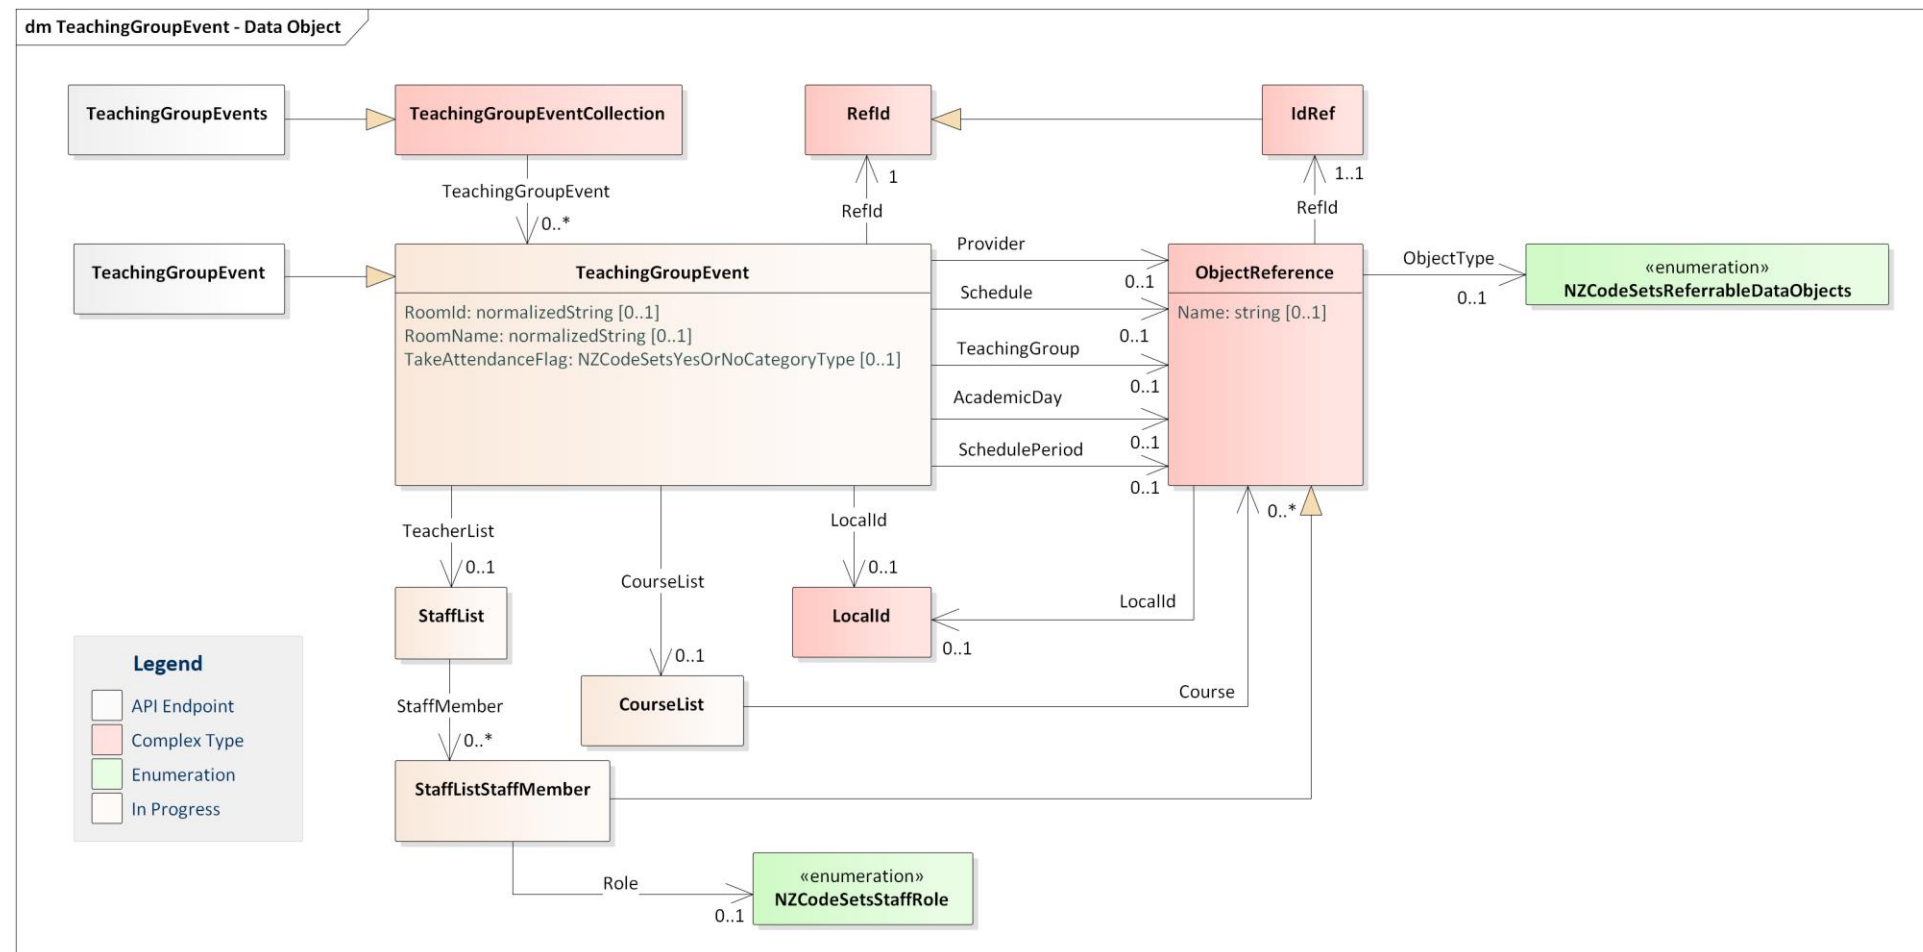 dm TeachingGroupEvent - Data Object
TeachingGroupEvents
TeachingGroupEventCollection
RefId
IdRef
TeachingGroupEvent
0..*
1
RefId
1..1
RefId
TeachingGroupEvent
TeachingGroupEvent
RoomId: normalizedString [0..1]
RoomName: normalizedString [0..1]
TakeAttendanceFlag: NZCodeSetsYesOrNoCategoryType [0..1]
Provider
0..1
Schedule
0..1
TeachingGroup
0..1
AcademicDay
0..1
SchedulePeriod
0..1
ObjectReference
Name: string [0..1]
ObjectType
0..1
«enumeration»
NZCodeSetsReferrableDataObjects
TeacherList
0..1
CourseList
0..1
LocalId
0..1
0..*
StaffList
LocalId
LocalId
0..1
StaffMember
0..*
CourseList
Course
StaffListStaffMember
Role
0..1
«enumeration»
NZCodeSetsStaffRole
Legend
API Endpoint
Complex Type
Enumeration
In Progress